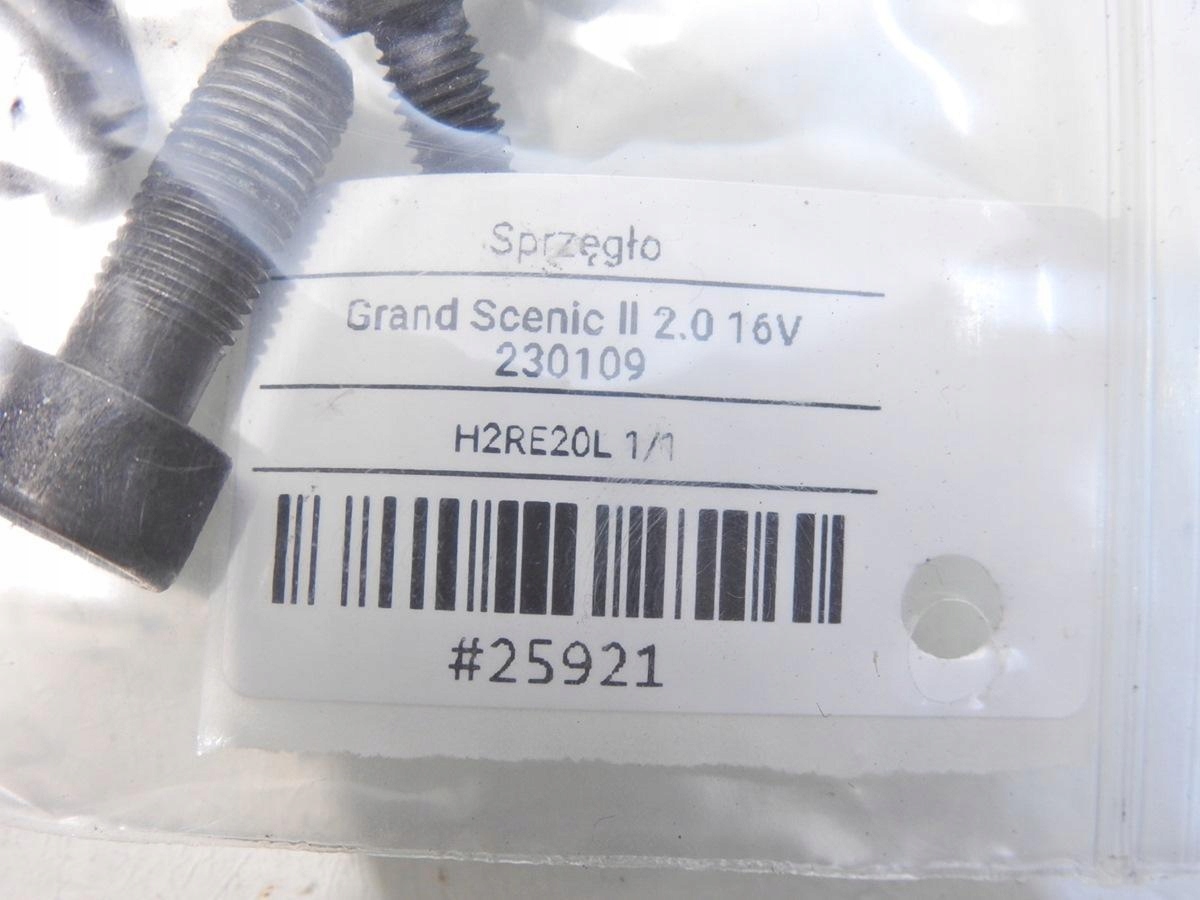 Sprzęgło
Grand Scenic II 2.0 16V
230109
H2RE20L 1/1
#25921